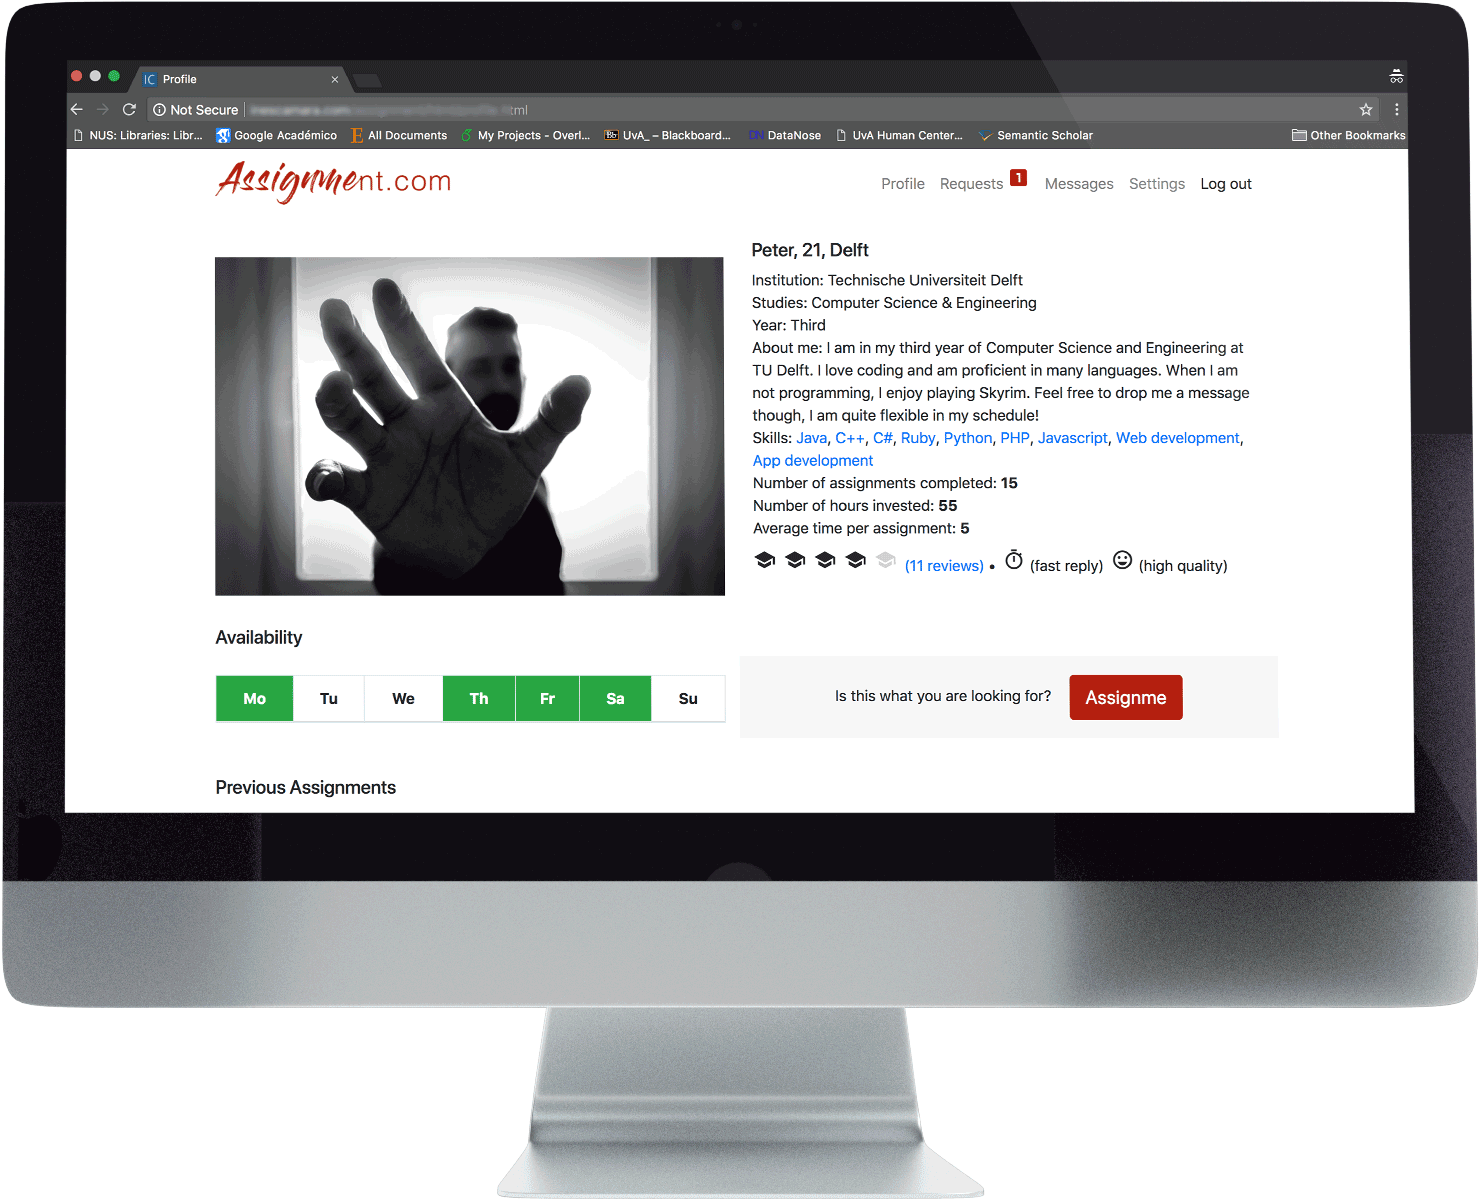 Profile
Not Secure
html
NUS: Libraries: Libr...
Google Académico
All Documents
My Projects - Overl...
UvA_ – Blackboard...
DataNose
UvA Human Center...
Semantic Scholar
Other Bookmarks
Assignment.com
Profile Requests 1 Messages Settings Log out
Peter, 21, Delft
Institution: Technische Universiteit Delft
Studies: Computer Science & Engineering
Year: Third
About me: I am in my third year of Computer Science and Engineering at
TU Delft. I love coding and am proficient in many languages. When I am
not programming, I enjoy playing Skyrim. Feel free to drop me a message
though, I am quite flexible in my schedule!
Skills: Java, C++, C#, Ruby, Python, PHP, Javascript, Web development,
App development
Number of assignments completed: 15
Number of hours invested: 55
Average time per assignment: 5
(11 reviews) • (fast reply) (high quality)
Availability
Mo Tu We Th Fr Sa Su
Is this what you are looking for? Assignme
Previous Assignments